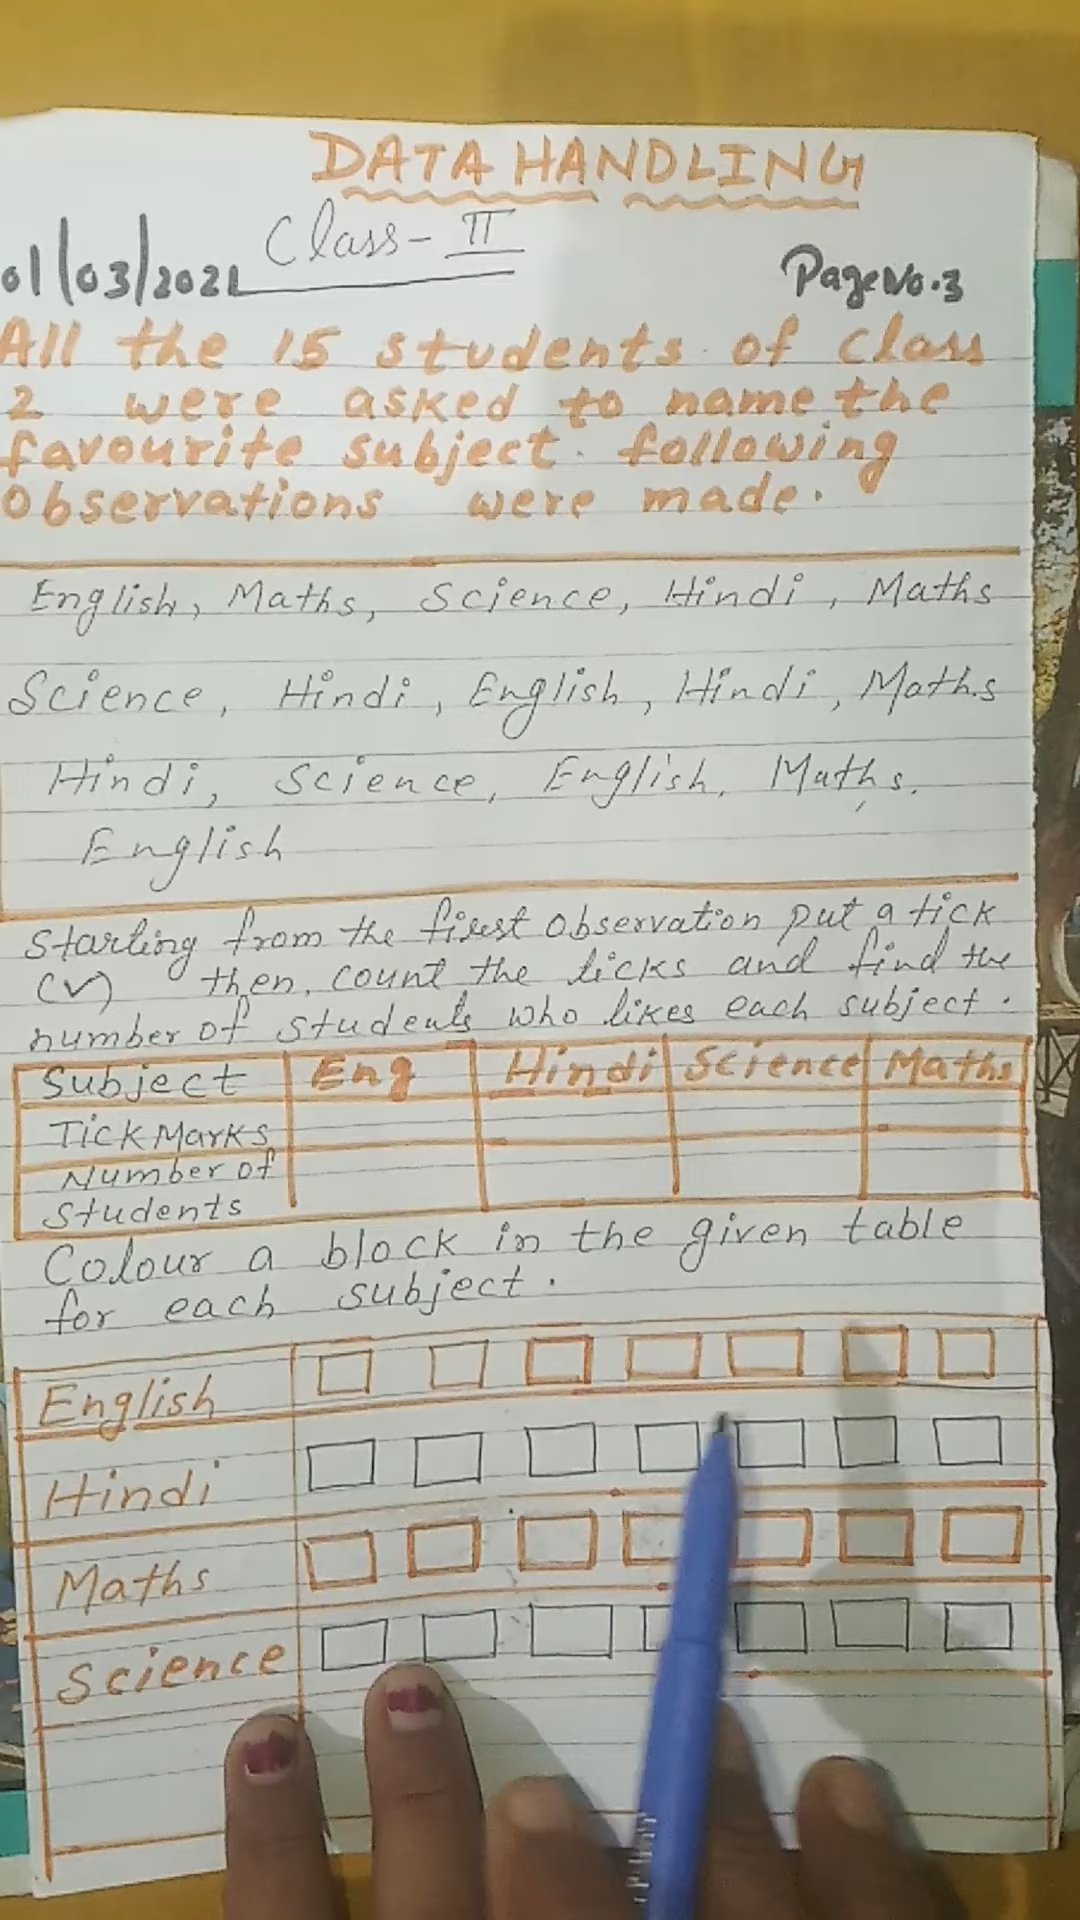 DATA HANDLING
Class - II
01/03/2021
Page No. 3
All the 15 students of class
2 were asked to name the
favourite subject. following
Observations were made.
English, Maths, Science, Hindi, Maths
Science, Hindi, English, Hindi, Maths
Hindi, Science, English, Maths.
English
Starting from the first observation put a tick
(✓) then, count the ticks and find the
number of students who likes each subject.
Subject Eng Hindi Science Maths
Tick Marks
Number of
Students
Colour a block in the given table
for each subject.
English
Hindi
Maths
Science